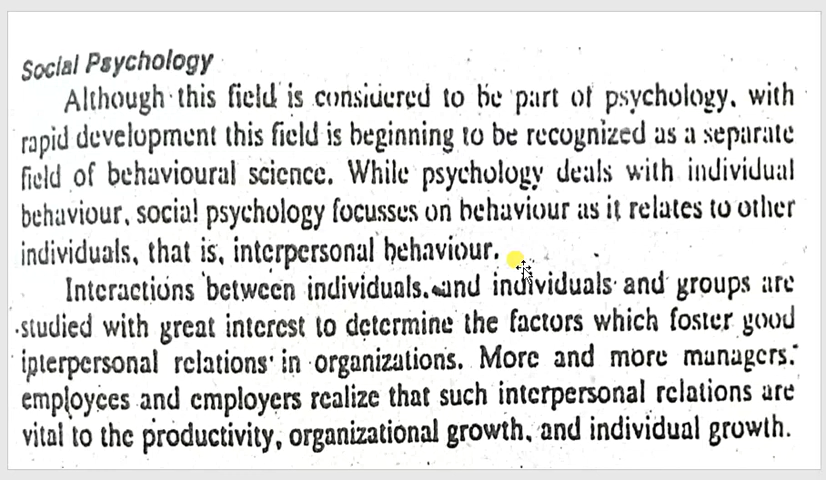 Social Psychology
Although this field is considered to be part of psychology, with
rapid development this field is beginning to be recognized as a separate
field of behavioural science. While psychology deals with individual
behaviour, social psychology focusses on behaviour as it relates to other
individuals, that is, interpersonal behaviour.
Interactions between individuals, and individuals and groups are
studied with great interest to determine the factors which foster good
interpersonal relations in organizations. More and more managers,
employees and employers realize that such interpersonal relations are
vital to the productivity, organizational growth, and individual growth.